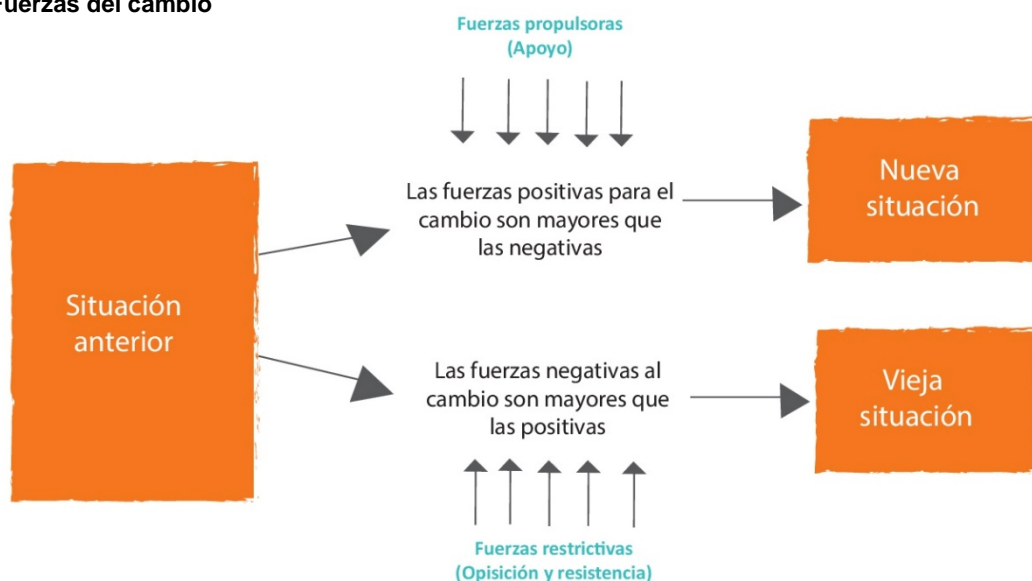 Fuerzas del cambio
Fuerzas propulsoras
(Apoyo)
Situación
anterior
Las fuerzas positivas para el
cambio son mayores que
las negativas
Nueva
situación
Las fuerzas negativas al
cambio son mayores que
las positivas
Vieja
situación
Fuerzas restrictivas
(Opisición y resistencia)